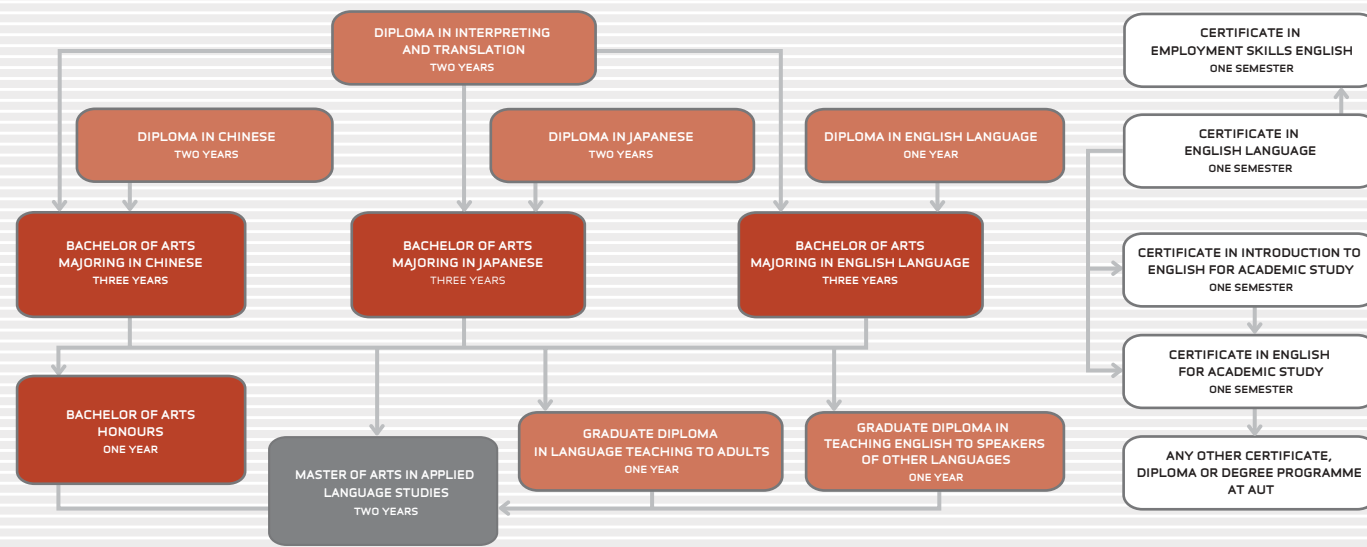 DIPLOMA IN INTERPRETING
AND TRANSLATION
TWO YEARS
CERTIFICATE IN
EMPLOYMENT SKILLS ENGLISH
ONE SEMESTER
DIPLOMA IN CHINESE
TWO YEARS
DIPLOMA IN JAPANESE
TWO YEARS
DIPLOMA IN ENGLISH LANGUAGE
ONE YEAR
CERTIFICATE IN
ENGLISH LANGUAGE
ONE SEMESTER
BACHELOR OF ARTS
MAJORING IN CHINESE
THREE YEARS
BACHELOR OF ARTS
MAJORING IN JAPANESE
THREE YEARS
BACHELOR OF ARTS
MAJORING IN ENGLISH LANGUAGE
THREE YEARS
CERTIFICATE IN INTRODUCTION TO
ENGLISH FOR ACADEMIC STUDY
ONE SEMESTER
CERTIFICATE IN ENGLISH
FOR ACADEMIC STUDY
ONE SEMESTER
BACHELOR OF ARTS
HONOURS
ONE YEAR
MASTER OF ARTS IN APPLIED
LANGUAGE STUDIES
TWO YEARS
GRADUATE DIPLOMA
IN LANGUAGE TEACHING TO ADULTS
ONE YEAR
GRADUATE DIPLOMA IN
TEACHING ENGLISH TO SPEAKERS
OF OTHER LANGUAGES
ONE YEAR
ANY OTHER CERTIFICATE,
DIPLOMA OR DEGREE PROGRAMME
AT AUT